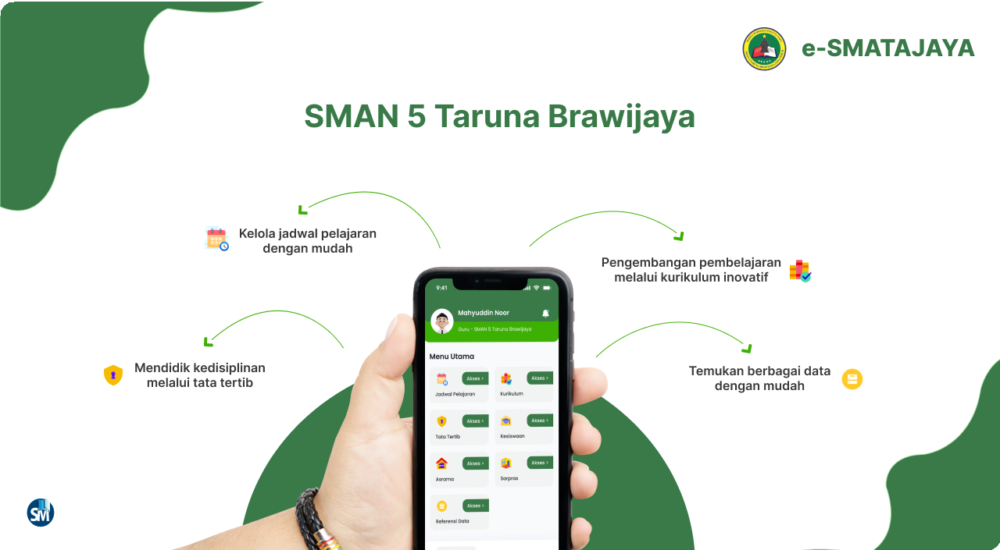 e-SMATAJAYA
SMAN 5 Taruna Brawijaya
Kelola jadwal pelajaran
dengan mudah
Pengembangan pembelajaran
melalui kurikulum inovatif
Mendidik kedisiplinan
melalui tata tertib
Temukan berbagai data
dengan mudah
9:41
Mahyuddin Noor
Guru - SMAN 5 Taruna Brawijaya
Menu Utama
Akses ›
Jadwal Pelajaran
Akses ›
Kurikulum
Akses ›
Tata Tertib
Akses ›
Kesiswaan
Akses ›
Asrama
Akses ›
Sarpras
Akses ›
Referensi Data
SM